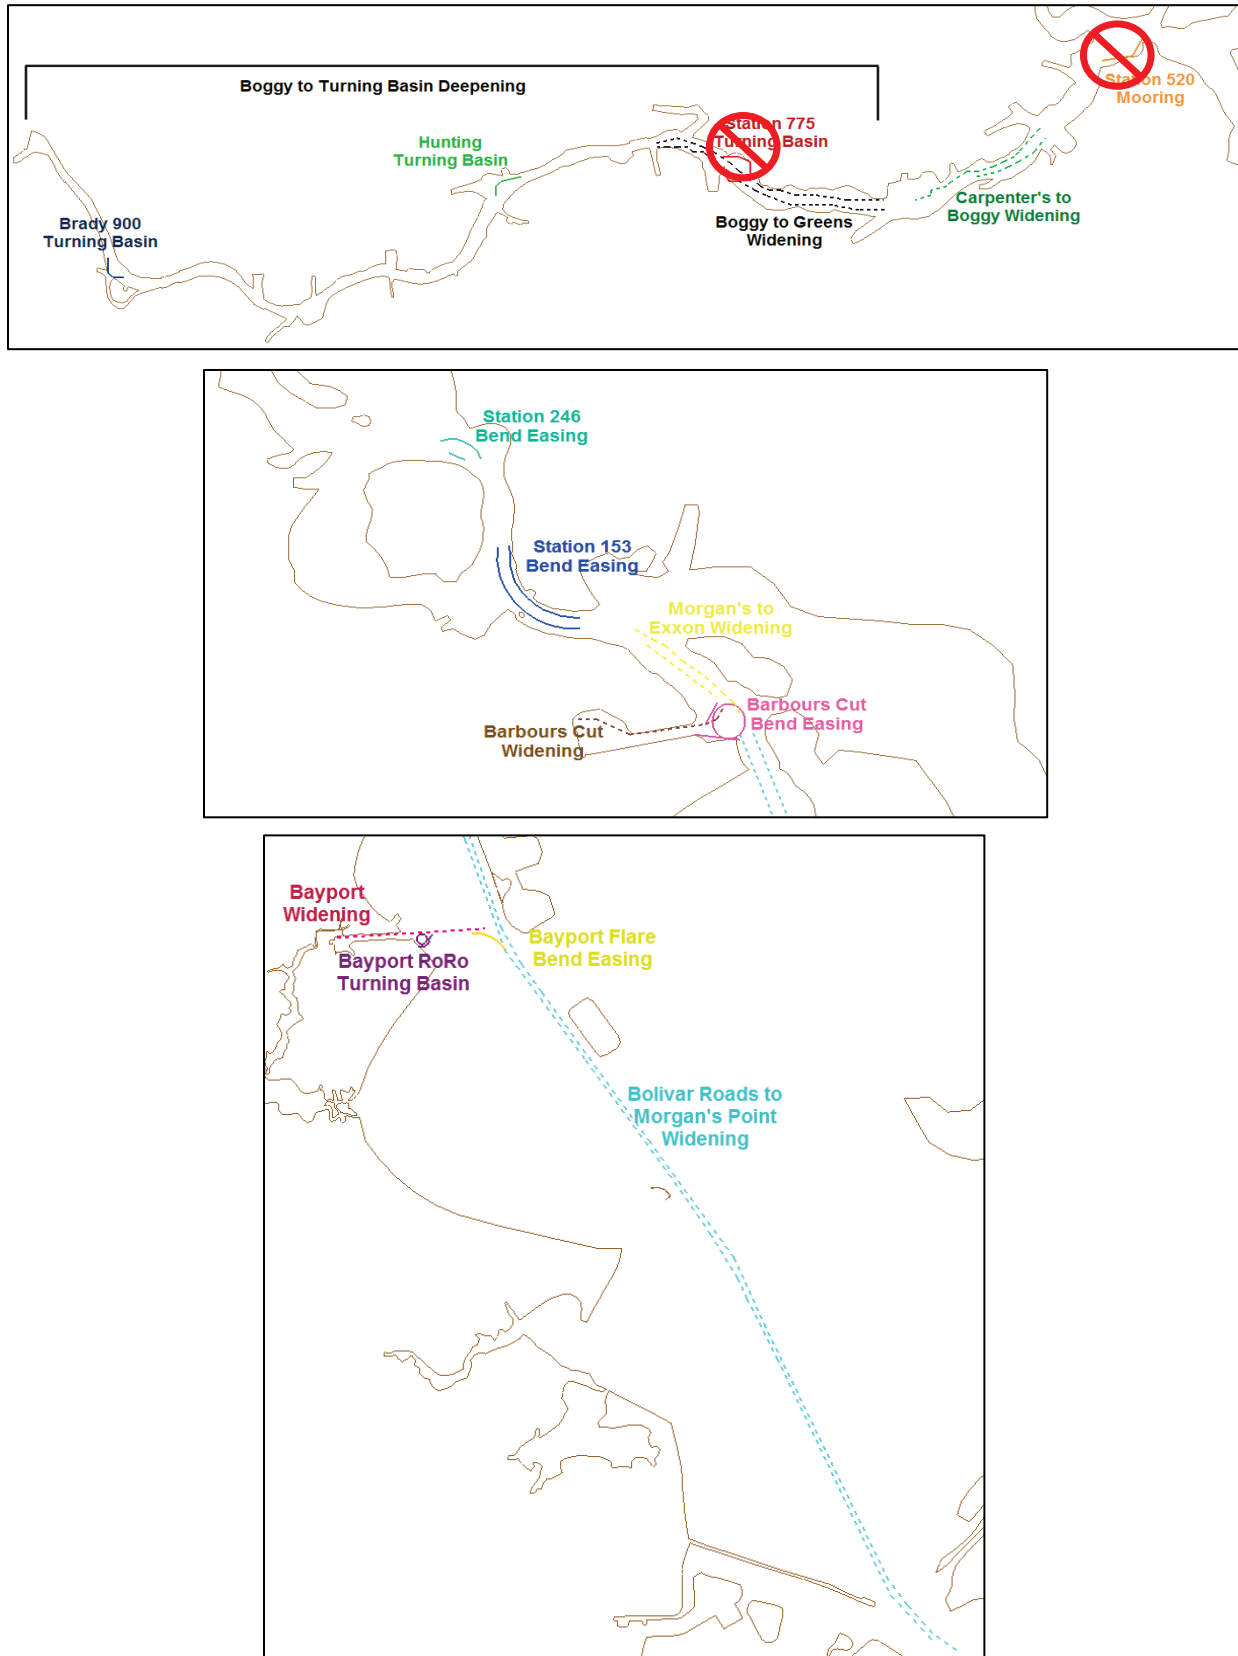 Boggy to Turning Basin Deepening
Station 520
Mooring
Station 775
Turning Basin
Hunting
Turning Basin
Carpenter's to
Boggy Widening
Brady 900
Turning Basin
Boggy to Greens
Widening
Station 246
Bend Easing
Station 153
Bend Easing
Morgan's to
Exxon Widening
Barbours Cut
Bend Easing
Barbours Cut
Widening
Bayport
Widening
Bayport Flare
Bend Easing
Bayport RoRo
Turning Basin
Bolivar Roads to
Morgan's Point
Widening